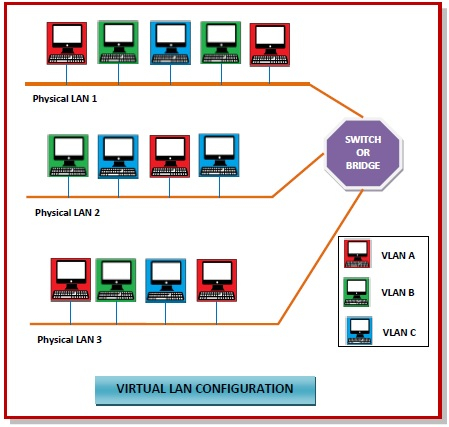 Physical LAN 1
SWITCH
OR
BRIDGE
Physical LAN 2
VLAN A
VLAN B
VLAN C
Physical LAN 3
VIRTUAL LAN CONFIGURATION